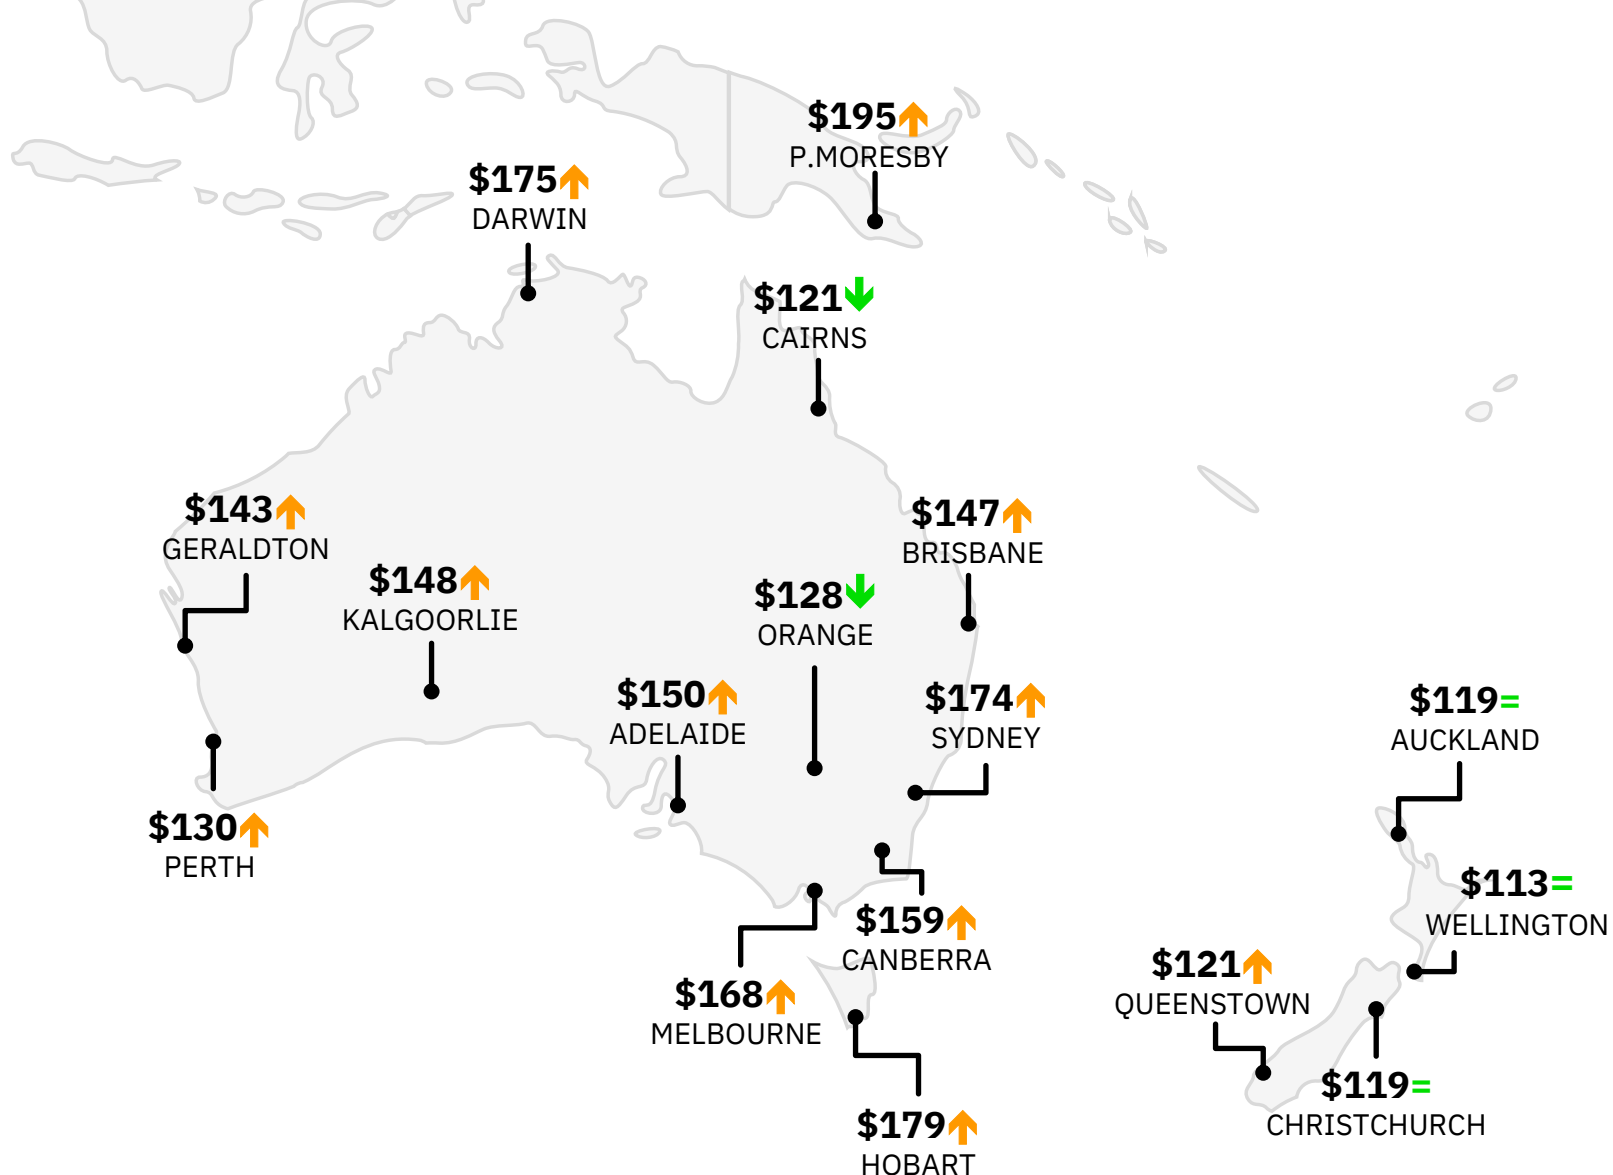 $195↑
P.MORESBY
$175↑
DARWIN
$121↓
CAIRNS
$143↑
GERALDTON
$147↑
BRISBANE
$148↑
KALGOORLIE
$128↓
ORANGE
$150↑
ADELAIDE
$174↑
SYDNEY
$119=
AUCKLAND
$130↑
PERTH
$113=
WELLINGTON
$159↑
CANBERRA
$121↑
QUEENSTOWN
$168↑
MELBOURNE
$119=
CHRISTCHURCH
$179↑
HOBART